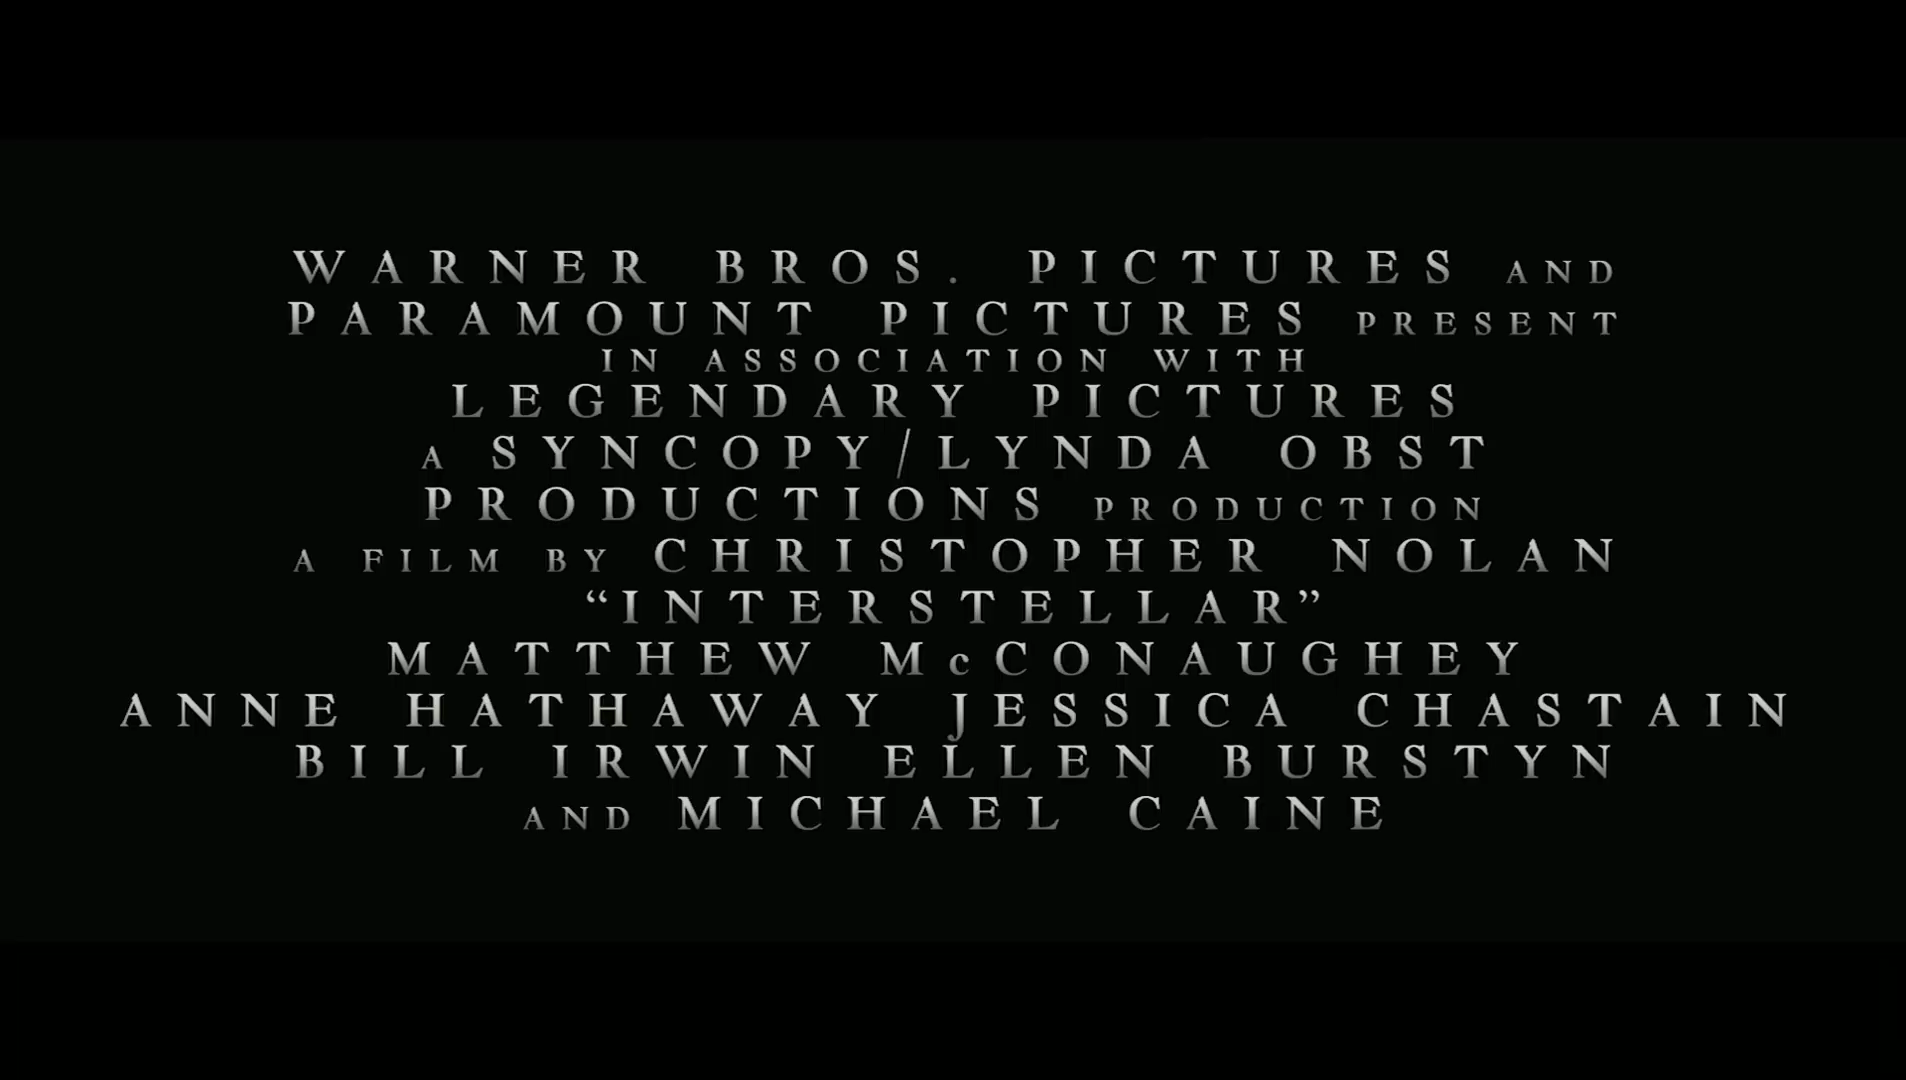 WARNER BROS. PICTURES AND
PARAMOUNT PICTURES PRESENT
IN ASSOCIATION WITH
LEGENDARY PICTURES
A SYNCOPY/LYNDA OBST
PRODUCTIONS PRODUCTION
A FILM BY CHRISTOPHER NOLAN
“INTERSTELLAR”
MATTHEW McCONAUGHEY
ANNE HATHAWAY JESSICA CHASTAIN
BILL IRWIN ELLEN BURSTYN
AND MICHAEL CAINE